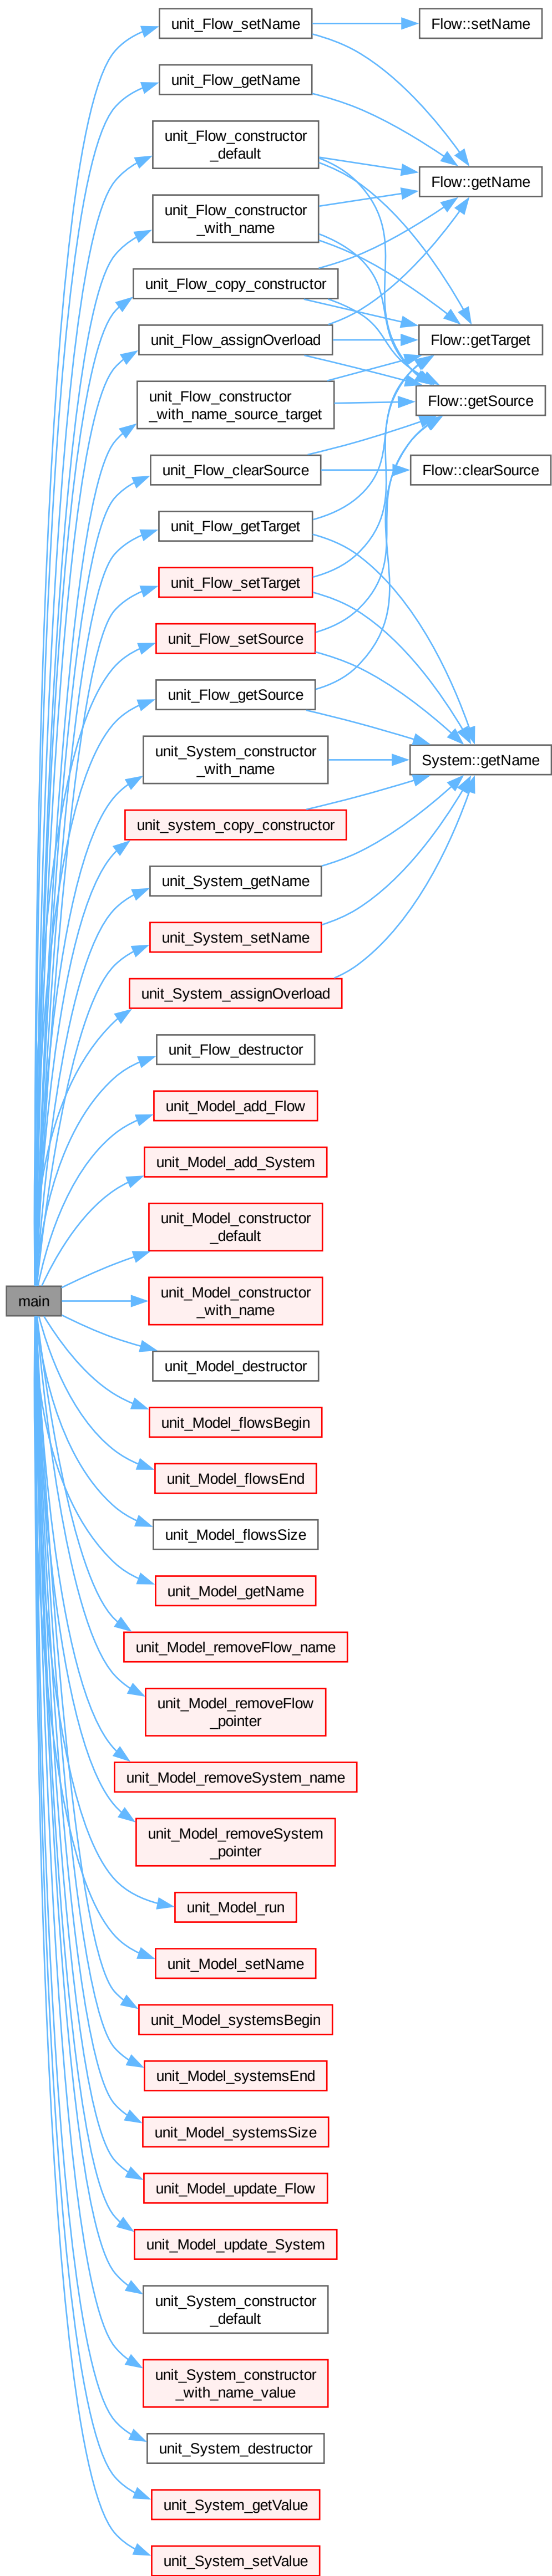 unit_Flow_setName
Flow::setName
unit_Flow_getName
unit_Flow_constructor
_default
Flow::getName
unit_Flow_constructor
_with_name
unit_Flow_copy_constructor
unit_Flow_assignOverload
Flow::getTarget
unit_Flow_constructor
_with_name_source_target
Flow::getSource
unit_Flow_clearSource
Flow::clearSource
unit_Flow_getTarget
unit_Flow_setTarget
unit_Flow_setSource
unit_Flow_getSource
unit_System_constructor
_with_name
System::getName
unit_system_copy_constructor
unit_System_getName
unit_System_setName
unit_System_assignOverload
unit_Flow_destructor
unit_Model_add_Flow
unit_Model_add_System
unit_Model_constructor
_default
main
unit_Model_constructor
_with_name
unit_Model_destructor
unit_Model_flowsBegin
unit_Model_flowsEnd
unit_Model_flowsSize
unit_Model_getName
unit_Model_removeFlow_name
unit_Model_removeFlow
_pointer
unit_Model_removeSystem_name
unit_Model_removeSystem
_pointer
unit_Model_run
unit_Model_setName
unit_Model_systemsBegin
unit_Model_systemsEnd
unit_Model_systemsSize
unit_Model_update_Flow
unit_Model_update_System
unit_System_constructor
_default
unit_System_constructor
_with_name_value
unit_System_destructor
unit_System_getValue
unit_System_setValue